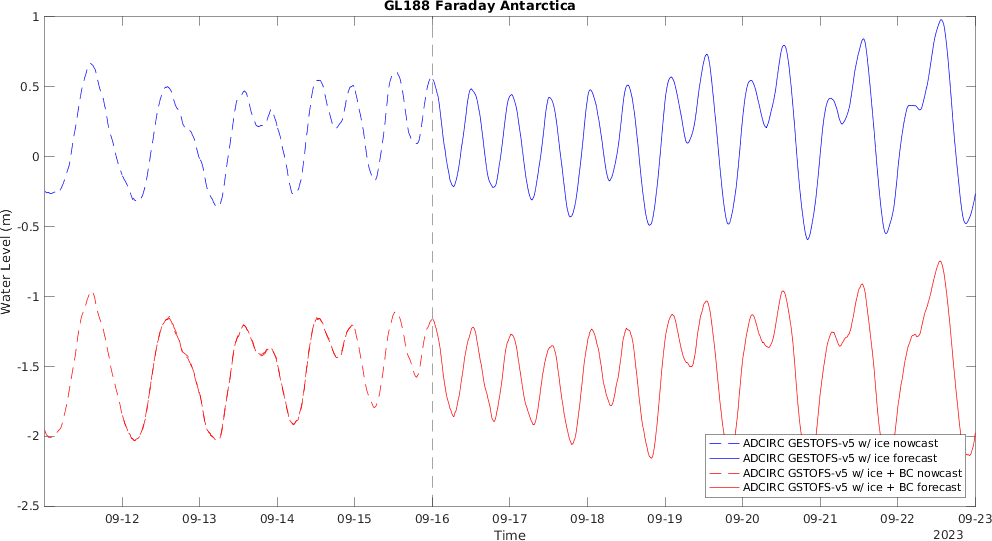 GL188 Faraday Antarctica
1
0.5
0
-0.5
-1
-1.5
-2
-2.5
Water Level (m)
ADCIRC GESTOFS-v5 w/ ice nowcast
ADCIRC GESTOFS-v5 w/ ice forecast
ADCIRC GSTOFS-v5 w/ ice + BC nowcast
ADCIRC GSTOFS-v5 w/ ice + BC forecast
09-12 09-13 09-14 09-15 09-16 09-17 09-18 09-19 09-20 09-21 09-22 09-23
Time
2023